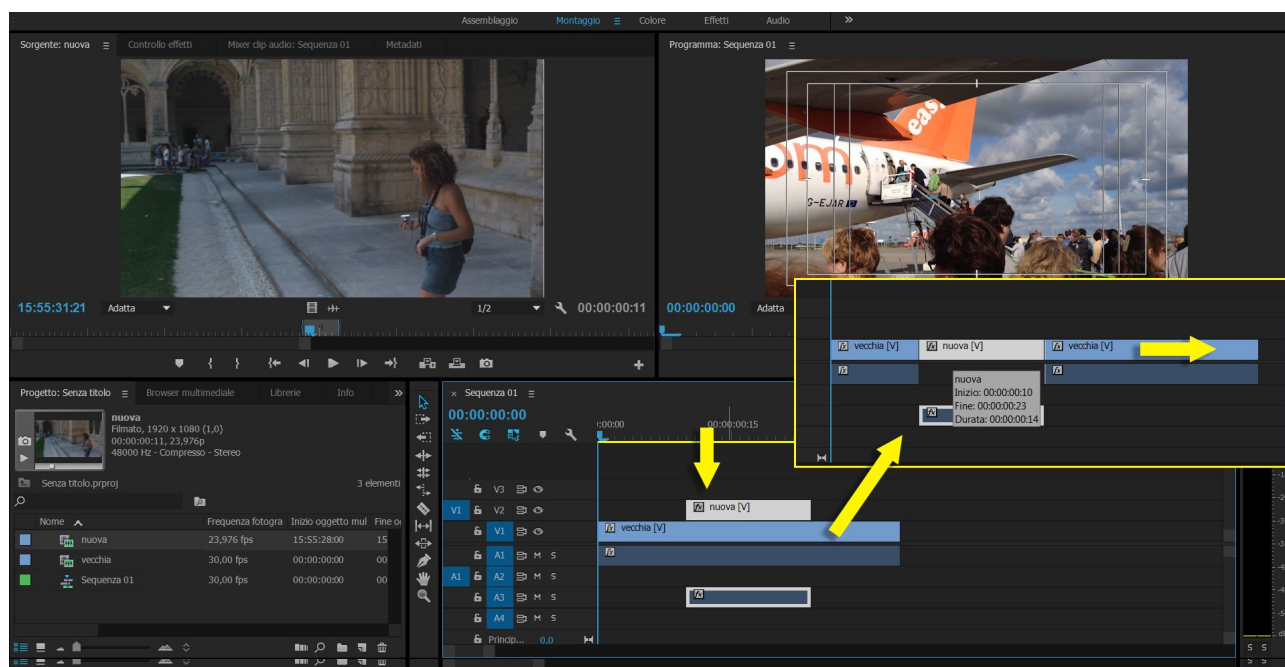 Assemblaggio Montaggio Colore Effetti Audio
Sorgente: nuova Controllo effetti Mixer clip audio: Sequenza 01 Metadati
Programma: Sequenza 01
easy
om
G-EJAR
15:55:31:21 Adatta 1/2 00:00:00:11
00:00:00:00 Adatta
vecchia [V] nuova [V] vecchia [V]
nuova
Inizio: 00:00:00:10
Fine: 00:00:00:23
Durata: 00:00:00:14
Progetto: Senza titolo Browser multimediale Librerie Info
nuova
Filmato, 1920 x 1080 (1,0)
00:00:00:11, 23,976p
48000 Hz - Compresso - Stereo
Senza titolo.prproj 3 elementi
Nome Frequenza fotogra Inizio oggetto mul Fine o
nuova 23,976 fps 15:55:28:00 15
vecchia 30,00 fps 00:00:00:00 00
Sequenza 01 30,00 fps 00:00:00:00 00
× Sequenza 01
00:00:00:00
:00:00 00:00:00:15
V3
V1 V2 nuova [V]
V1 vecchia [V]
A1 M S
A1 A2 M S
A3 M S
A4 M S
Princip... 0,0
S S